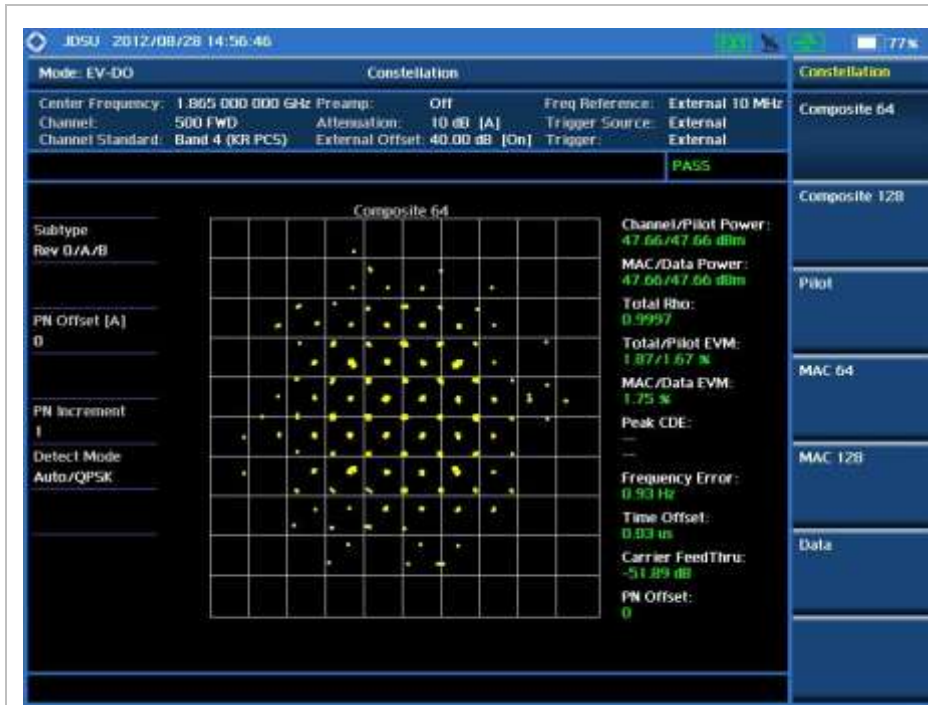 JDSU 2012/08/28 14:56:46
EXT
77%
Mode: EV-DO
Constellation
Constellation
Center Frequency: 1.865 000 000 GHz Preamp: Off Freq Reference: External 10 MHz
Channel: 500 FWD Attenuation: 10 dB [A] Trigger Source: External
Channel Standard: Band 4 (KR PCS) External Offset: 40.00 dB [On] Trigger: External
PASS
Composite 64
Subtype
Rev 0/A/B
PN Offset [A]
0
PN Increment
1
Detect Mode
Auto/QPSK
Channel/Pilot Power:
47.66/47.66 dBm
MAC/Data Power:
47.66/47.66 dBm
Total Rho:
0.9997
Total/Pilot EVM:
1.87/1.67 %
MAC/Data EVM:
1.75 %
Peak CDE:
---
---
Frequency Error:
0.93 Hz
Time Offset:
0.03 us
Carrier FeedThru:
-51.89 dB
PN Offset:
0
Composite 64
Composite 128
Pilot
MAC 64
MAC 128
Data